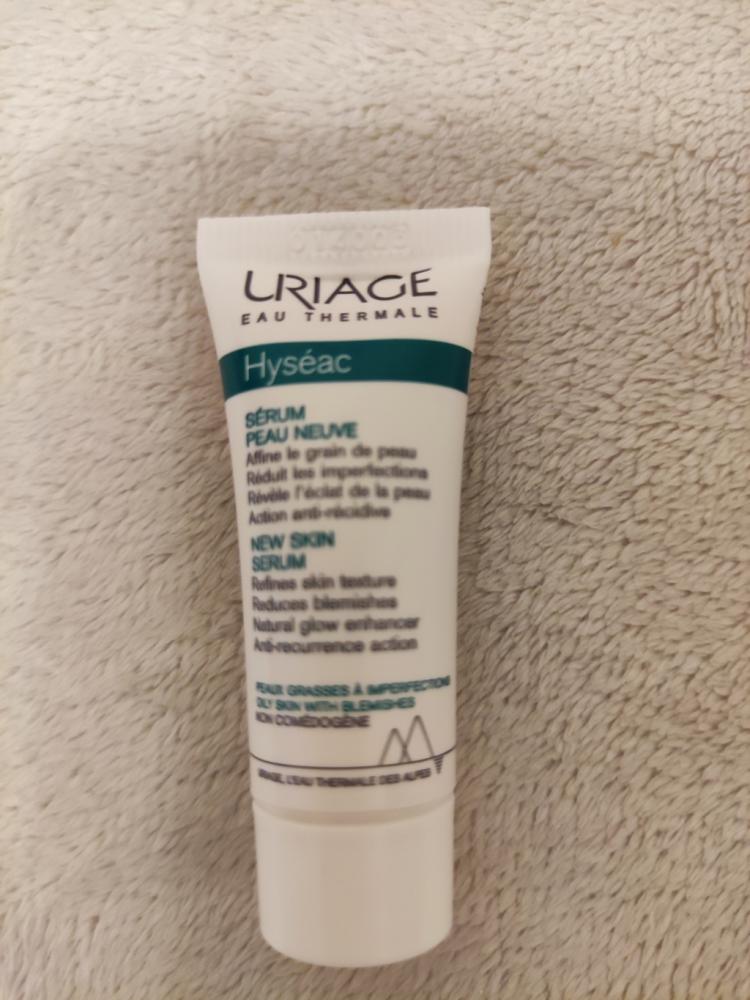 URIAGE
EAU THERMALE
Hyséac
SÉRUM
PEAU NEUVE
Affine le grain de peau
Réduit les imperfections
Révèle l'éclat de la peau
Action anti-récidive
NEW SKIN
SERUM
Refines skin texture
Reduces blemishes
Natural glow enhancer
Anti-recurrence action
PEAUX GRASSES À IMPERFECTIONS
OILY SKIN WITH BLEMISHES
NON COMÉDOGÈNE
URIAGE, L'EAU THERMALE DES ALPES